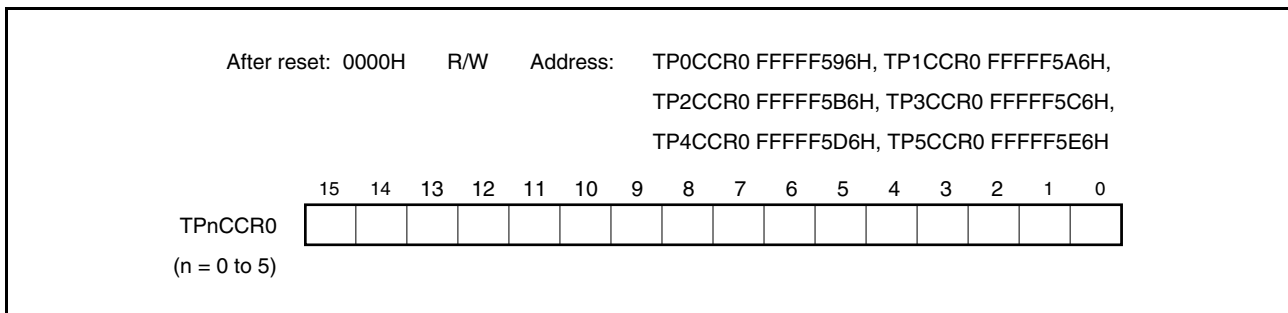 After reset: 0000H R/W Address: TP0CCR0 FFFFF596H, TP1CCR0 FFFFF5A6H,
TP2CCR0 FFFFF5B6H, TP3CCR0 FFFFF5C6H,
TP4CCR0 FFFFF5D6H, TP5CCR0 FFFFF5E6H
15 14 13 12 11 10 9 8 7 6 5 4 3 2 1 0
TPnCCR0
(n = 0 to 5)